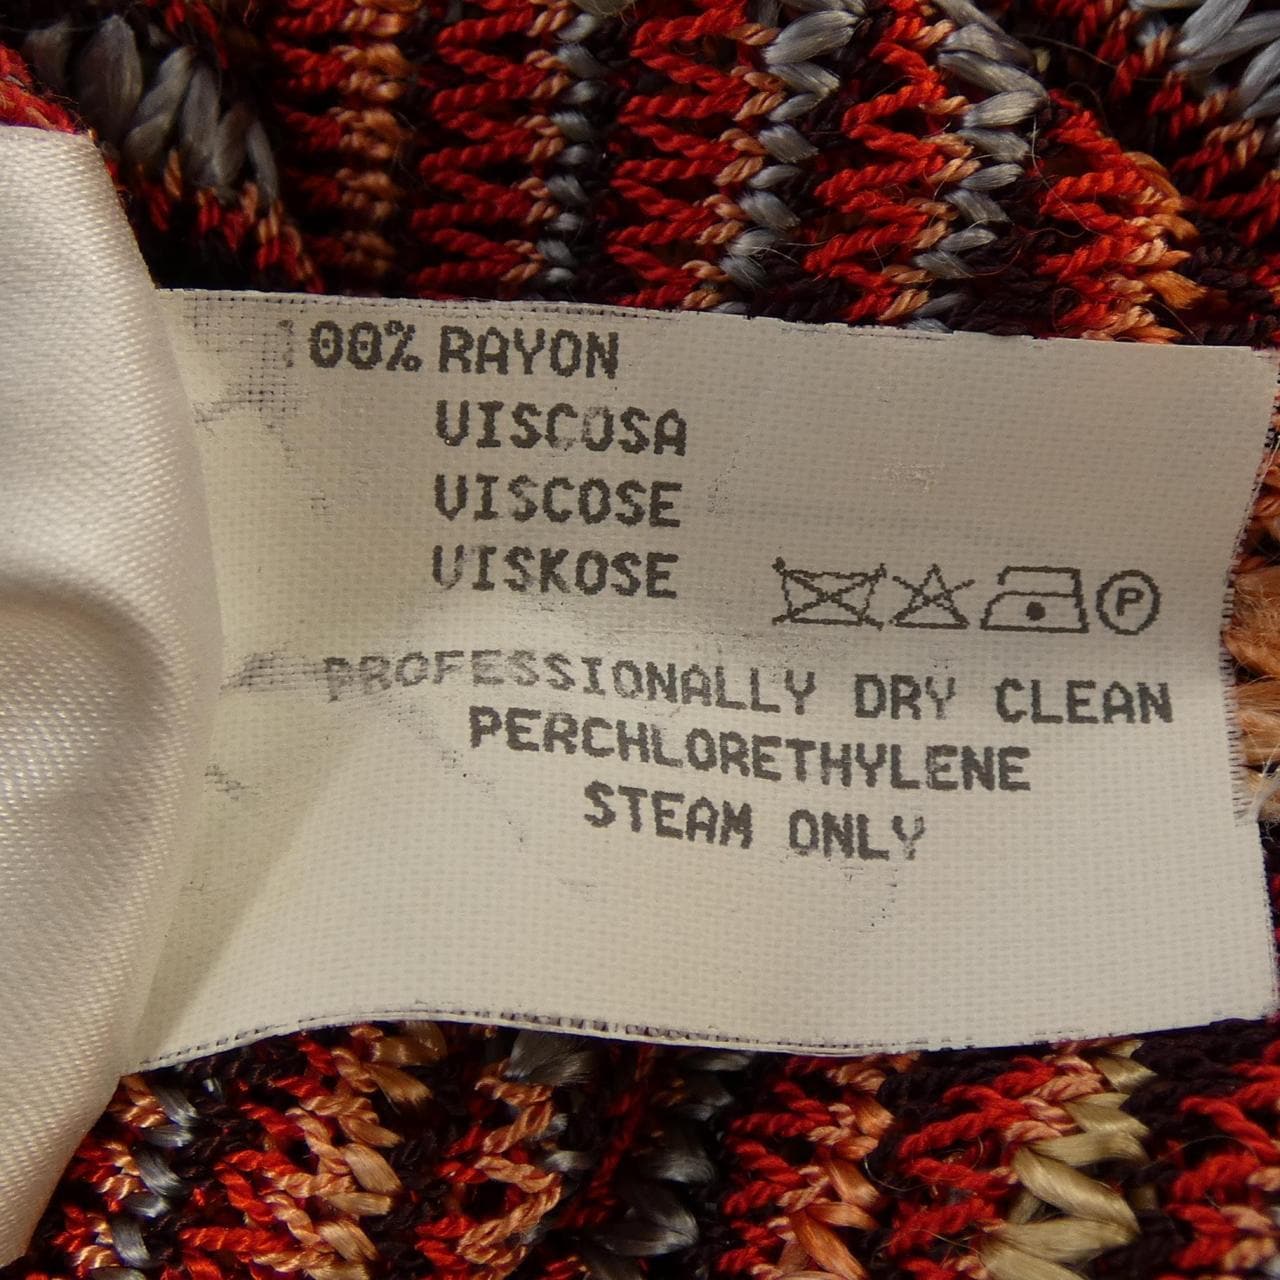 100% RAYON
VISCOSA
VISCOSE
VISKOSE
P
PROFESSIONALLY DRY CLEAN
PERCHLORETHYLENE
STEAM ONLY